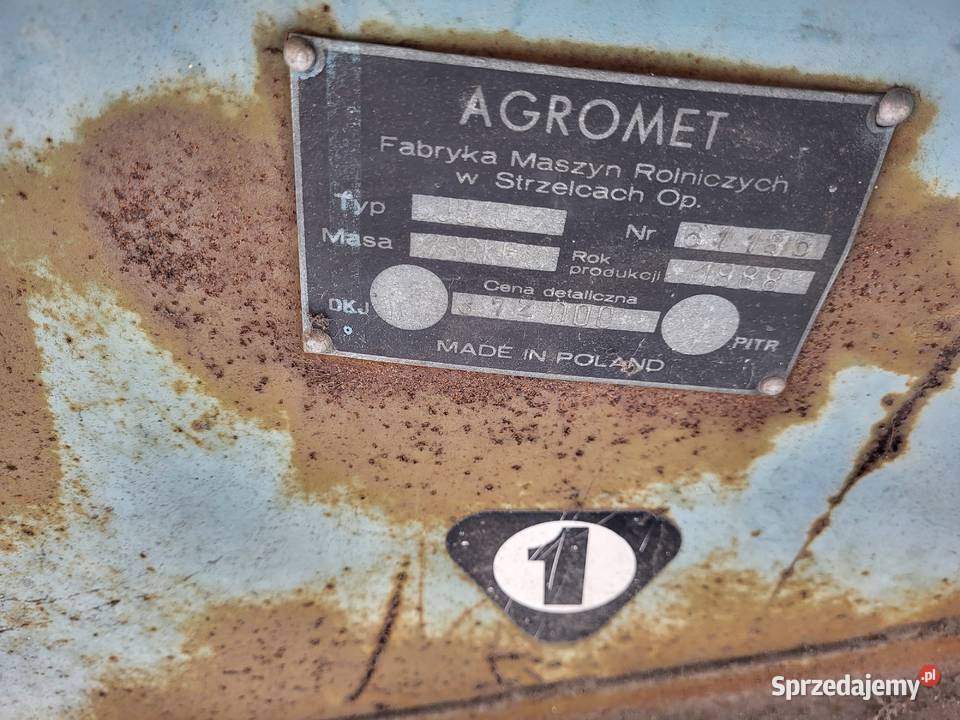 AGROMET
Fabryka Maszyn Rolniczych
w Strzelcach Op.
Typ
Nr
Masa
Rok produkcji 1988
Cena detaliczna
DKJ
PITR
MADE IN POLAND
1
Sprzedajemy.pl